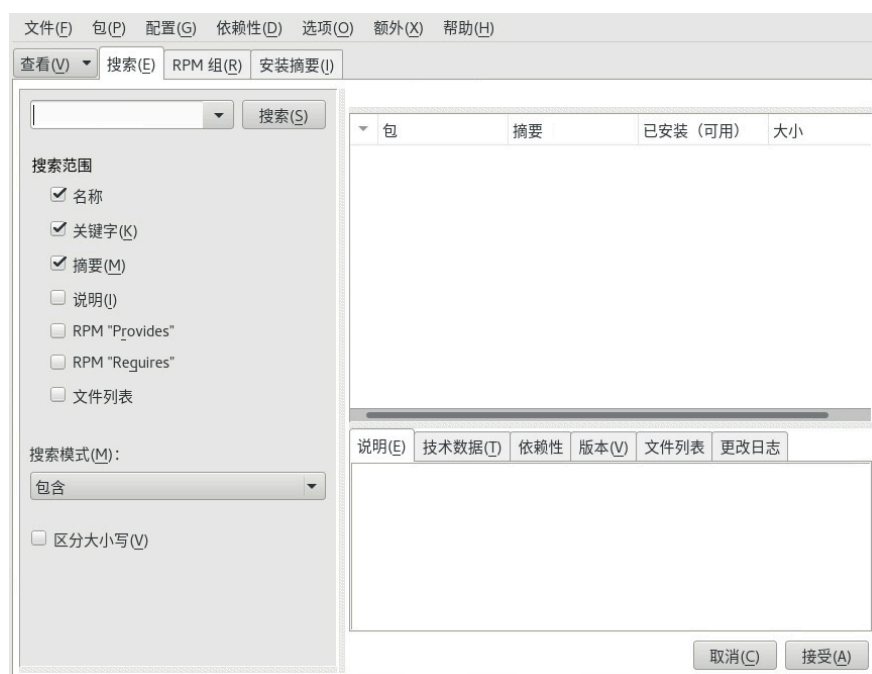 文件(F) 包(P) 配置(G) 依赖性(D) 选项(O) 额外(X) 帮助(H)
查看(V) 搜索(E) RPM 组(R) 安装摘要(I)
搜索(S)
搜索范围
名称
关键字(K)
摘要(M)
说明(I)
RPM "Provides"
RPM "Requires"
文件列表
搜索模式(M):
包含
区分大小写(V)
包 摘要 已安装（可用） 大小
说明(E) 技术数据(T) 依赖性 版本(V) 文件列表 更改日志
取消(C) 接受(A)